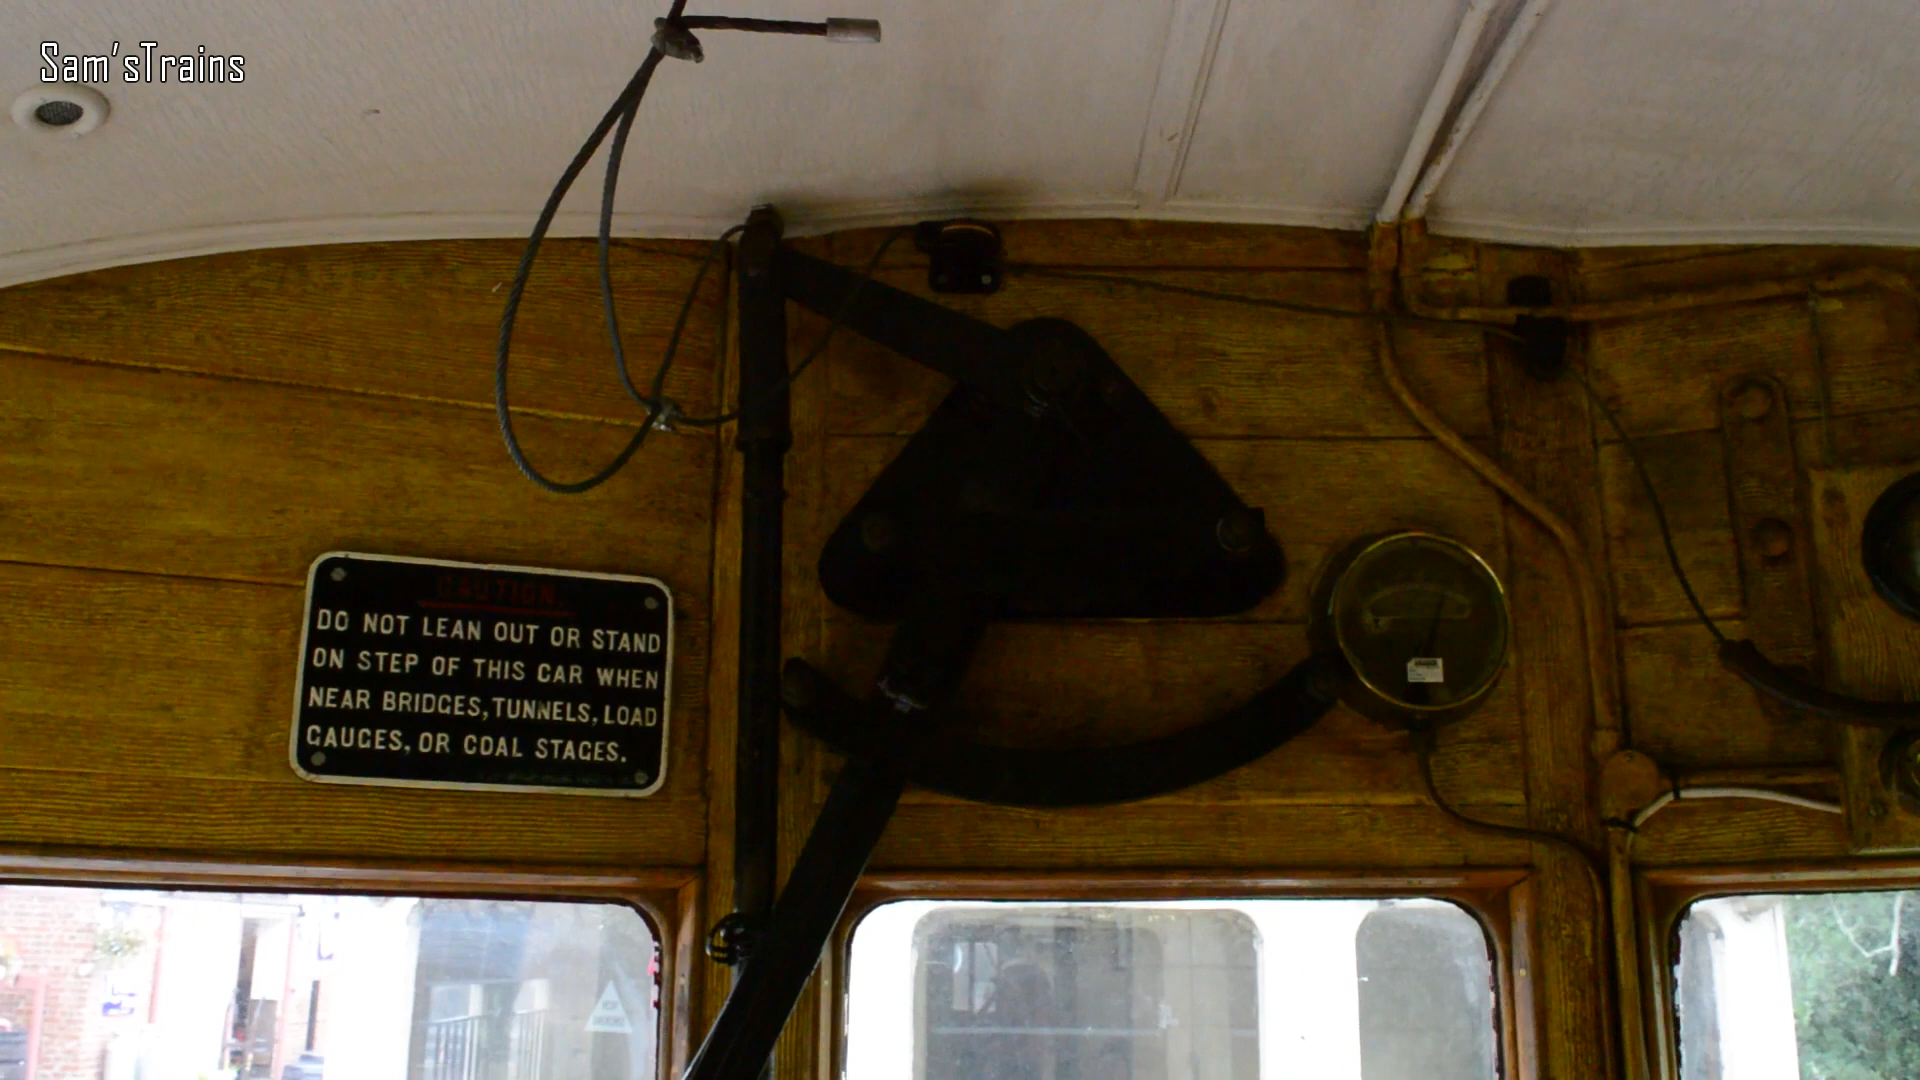 Sam'sTrains
CAUTION.
DO NOT LEAN OUT OR STAND
ON STEP OF THIS CAR WHEN
NEAR BRIDGES, TUNNELS, LOAD
GAUGES, OR COAL STAGES.